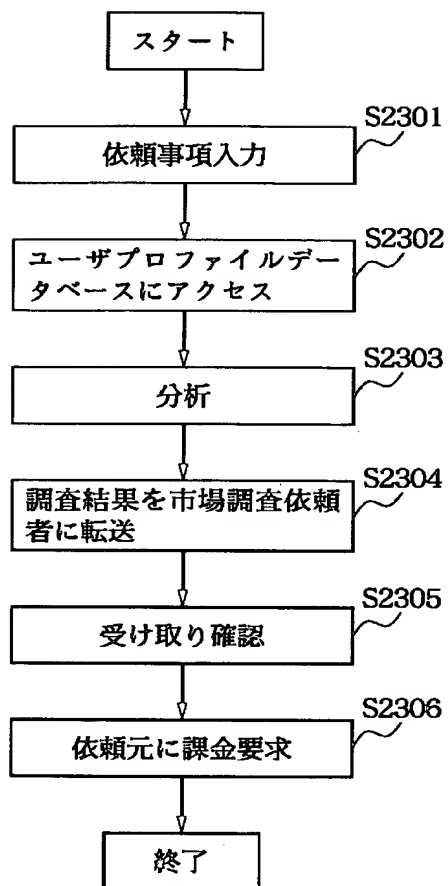 スタート
S2301
依頼事項入力
S2302
ユーザプロファイルデー
タベースにアクセス
S2303
分析
S2304
調査結果を市場調査依頼
者に転送
S2305
受け取り確認
S2306
依頼元に課金要求
終了